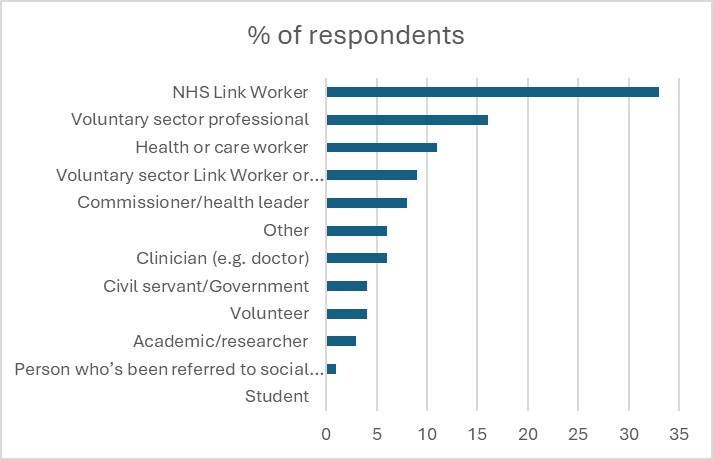 % of respondents
NHS Link Worker
Voluntary sector professional
Health or care worker
Voluntary sector Link Worker or...
Commissioner/health leader
Other
Clinician (e.g. doctor)
Civil servant/Government
Volunteer
Academic/researcher
Person who’s been referred to social...
Student
0 5 10 15 20 25 30 35